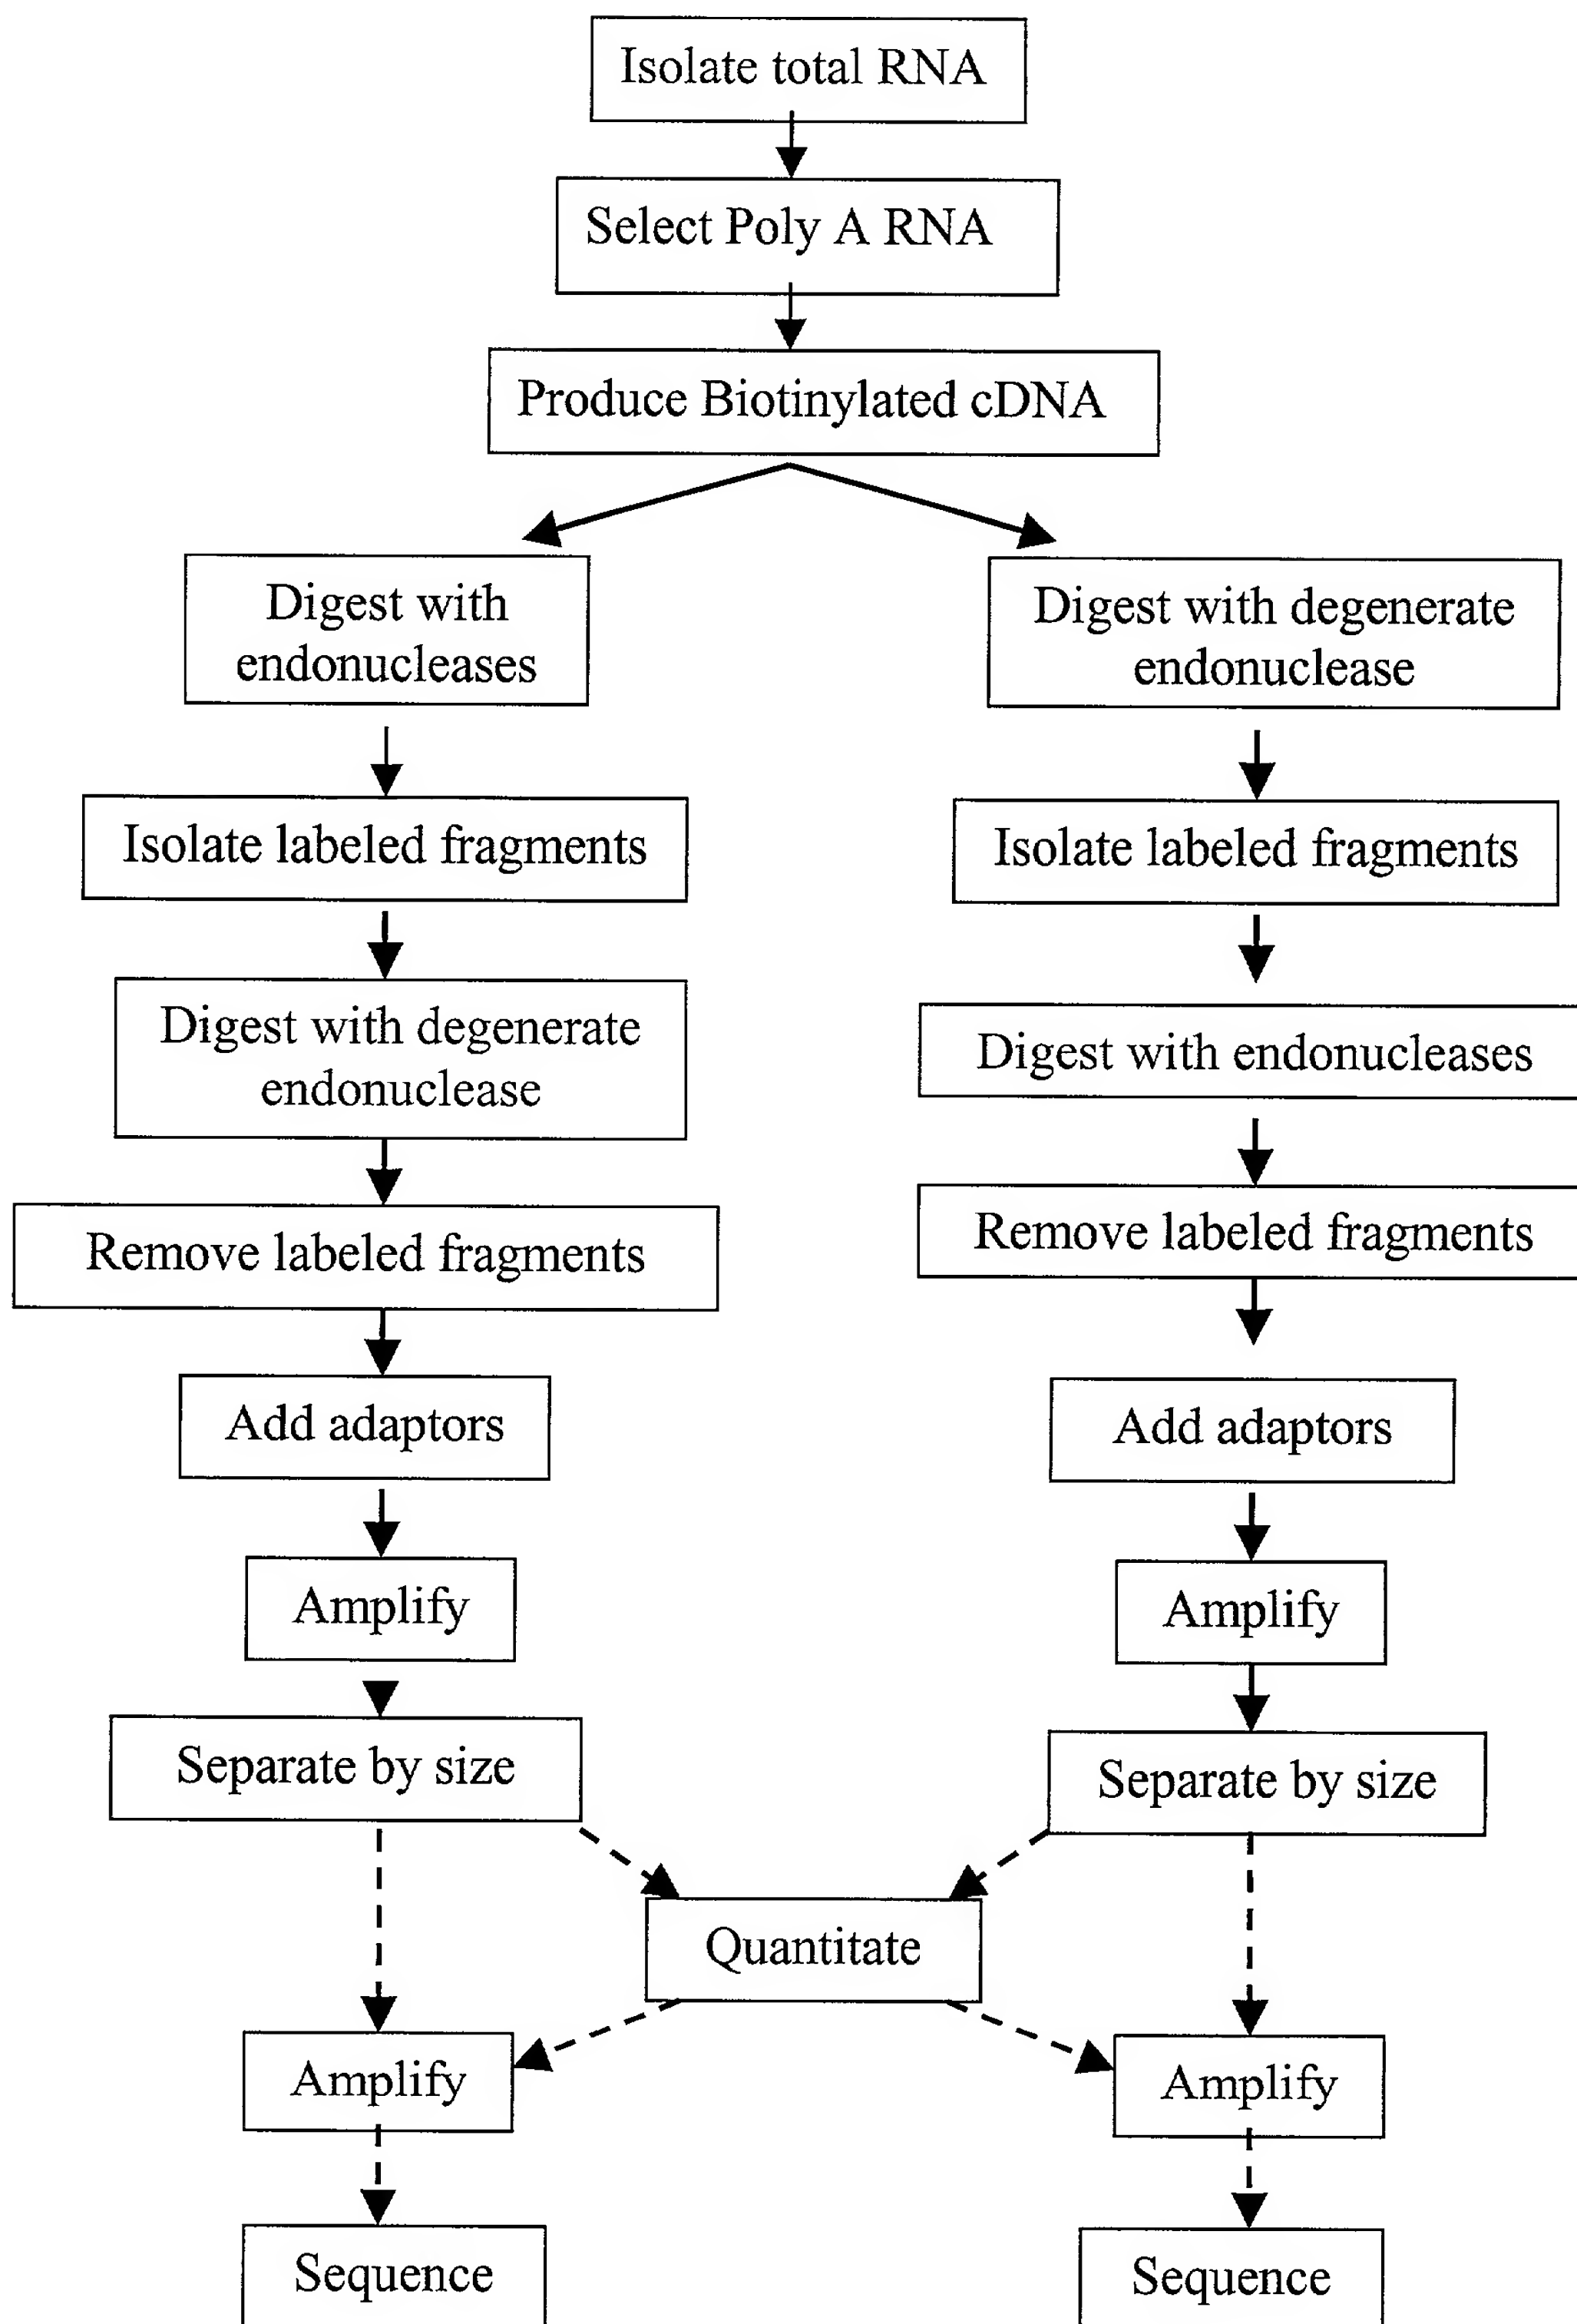 Isolate total RNA
Select Poly A RNA
Produce Biotinylated cDNA
Digest with
endonucleases
Isolate labeled fragments
Digest with degenerate
endonuclease
Remove labeled fragments
Add adaptors
Amplify
Separate by size
Digest with degenerate
endonuclease
Isolate labeled fragments
Digest with endonucleases
Remove labeled fragments
Add adaptors
Amplify
Separate by size
Quantitate
Amplify
Sequence
Amplify
Sequence